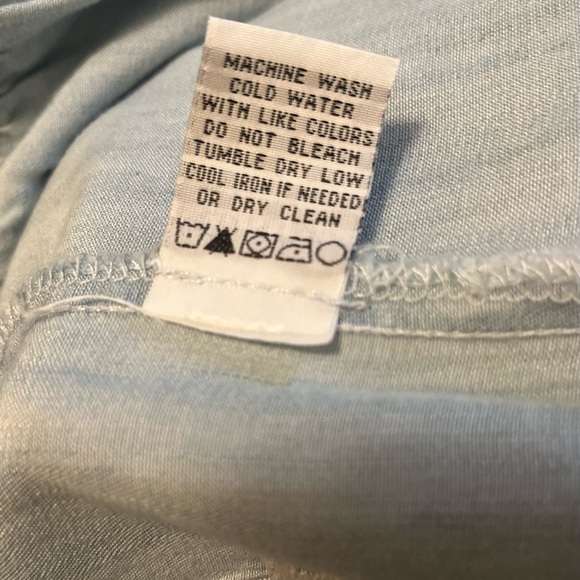 MACHINE WASH
COLD WATER
WITH LIKE COLORS
DO NOT BLEACH
TUMBLE DRY LOW
COOL IRON IF NEEDED
OR DRY CLEAN